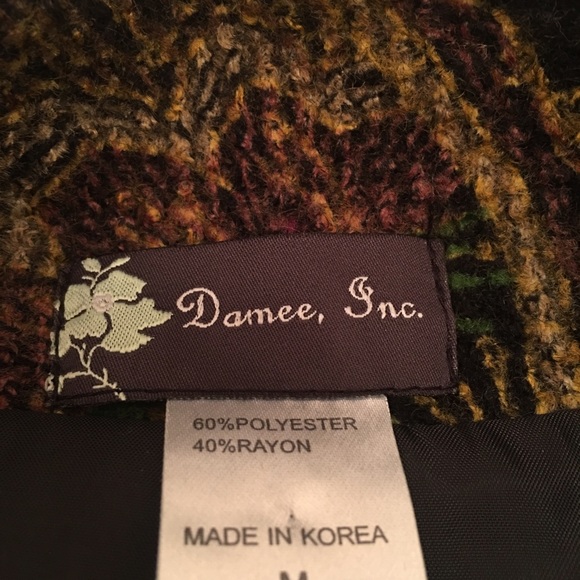 Damee, Inc.
60%POLYESTER
40%RAYON
MADE IN KOREA
M